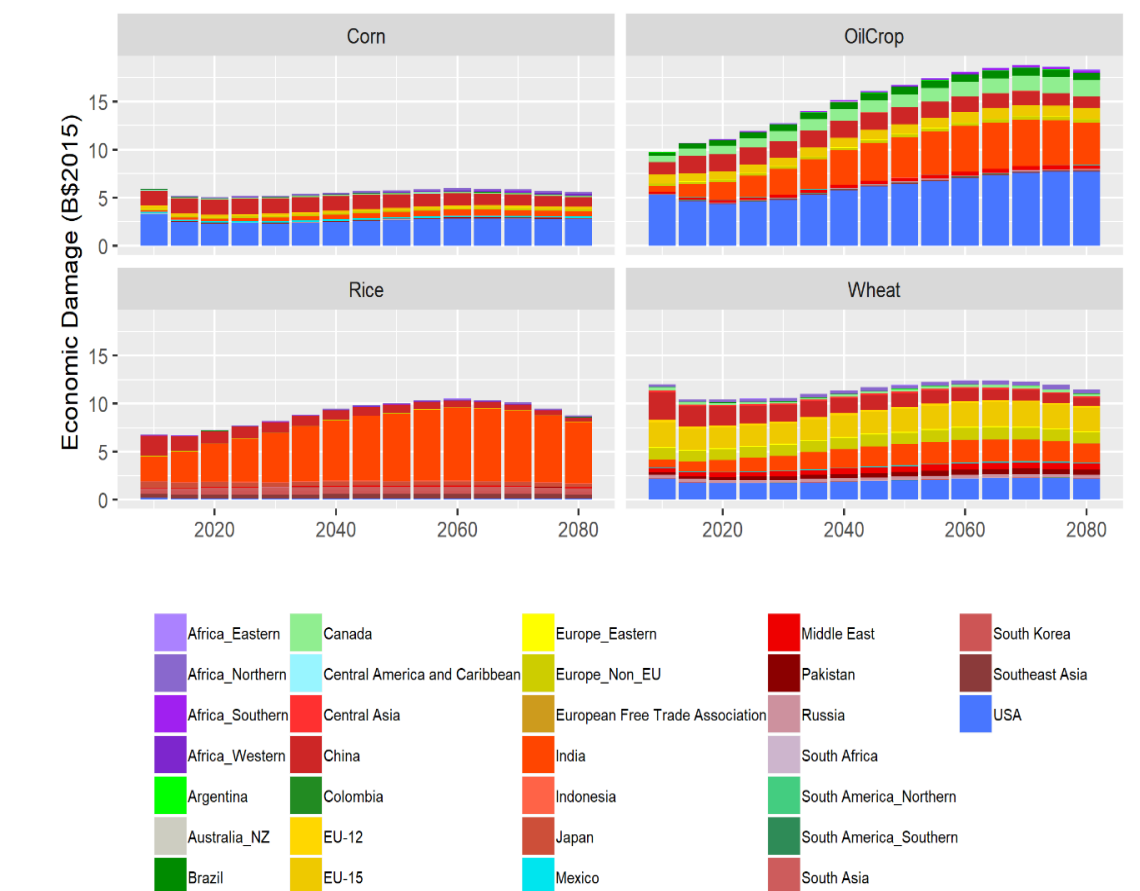 Corn
OilCrop
Economic Damage (B$2015)
15
10
5
0
Rice
Wheat
15
10
5
0
2020
2040
2060
2080
2020
2040
2060
2080
Africa_Eastern
Canada
Europe_Eastern
Middle East
South Korea
Africa_Northern
Central America and Caribbean
Europe_Non_EU
Pakistan
Southeast Asia
Africa_Southern
Central Asia
European Free Trade Association
Russia
USA
Africa_Western
China
India
South Africa
Argentina
Colombia
Indonesia
South America_Northern
Australia_NZ
EU-12
Japan
South America_Southern
Brazil
EU-15
Mexico
South Asia